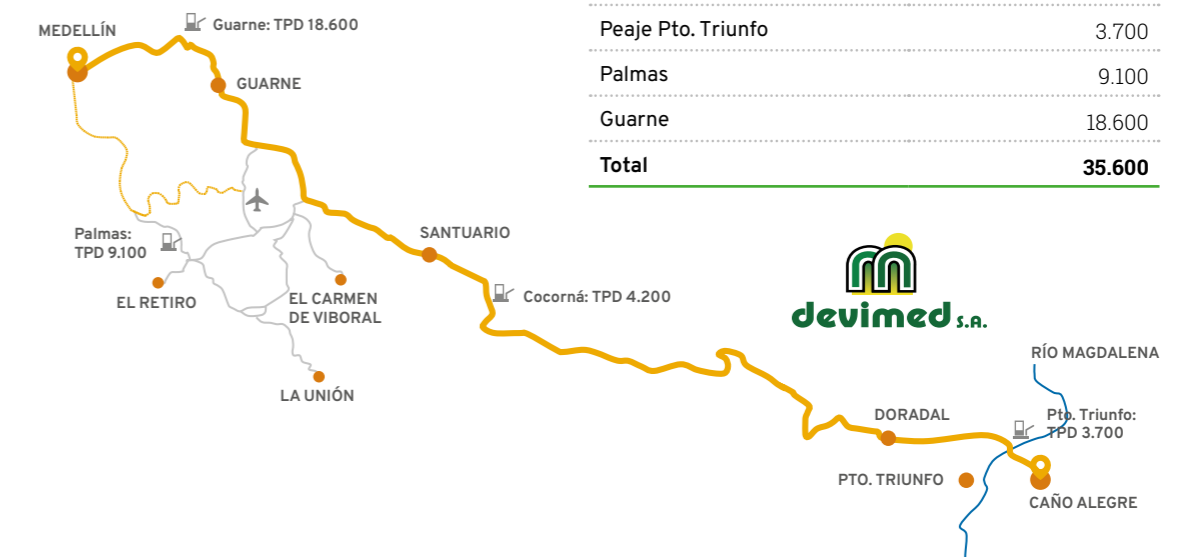 MEDELLÍN
Guarne: TPD 18.600
GUARNE
Palmas:
TPD 9.100
EL RETIRO
EL CARMEN
DE VIBORAL
LA UNIÓN
SANTUARIO
Cocorná: TPD 4.200
DORADAL
PTO. TRIUNFO
RÍO MAGDALENA
Pto. Triunfo:
TPD 3.700
CAÑO ALEGRE
Peaje Pto. Triunfo 3.700
Palmas 9.100
Guarne 18.600
Total 35.600
devimed S.A.